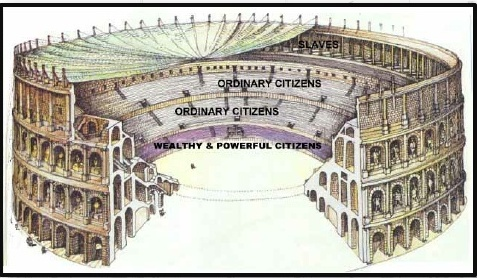 SLAVES
ORDINARY CITIZENS
ORDINARY CITIZENS
WEALTHY & POWERFUL CITIZENS